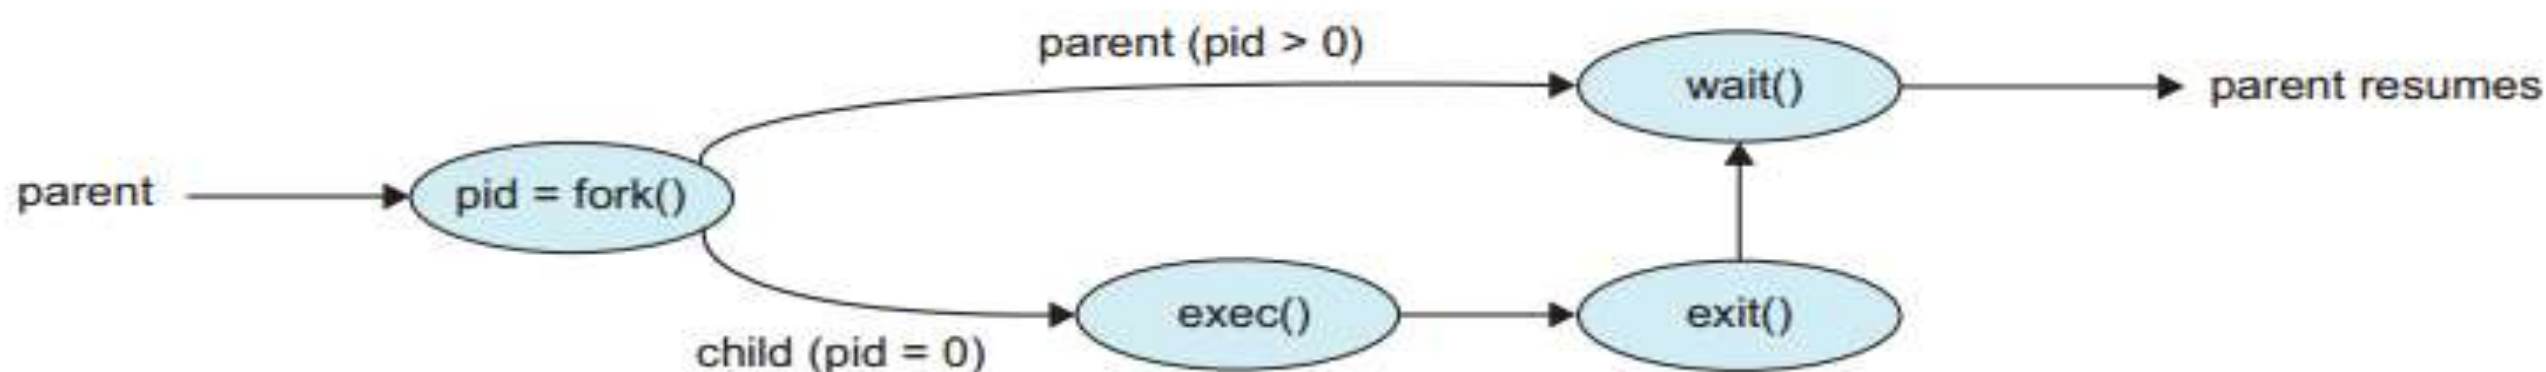 parent
pid = fork()
parent (pid > 0)
wait()
parent resumes
child (pid = 0)
exec()
exit()